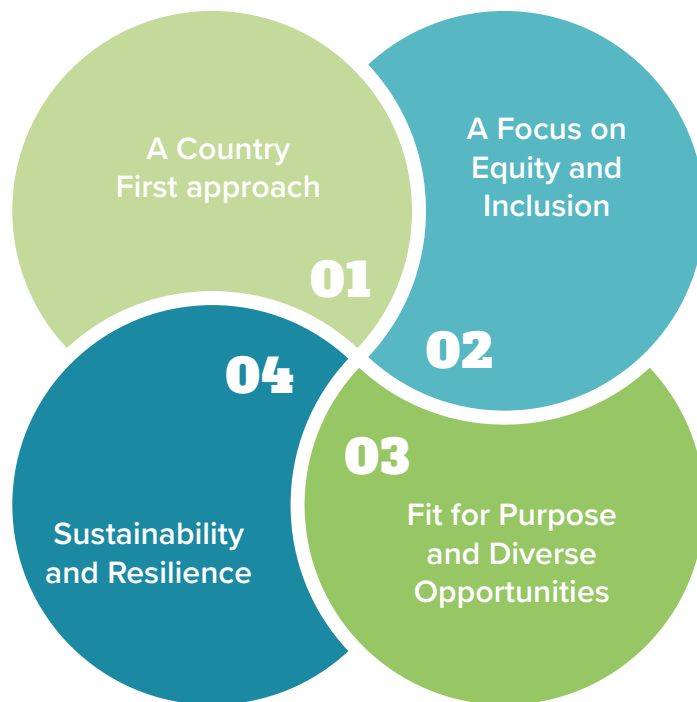 A Country
First approach
01
A Focus on
Equity and
Inclusion
02
03
Fit for Purpose
and Diverse
Opportunities
04
Sustainability
and Resilience